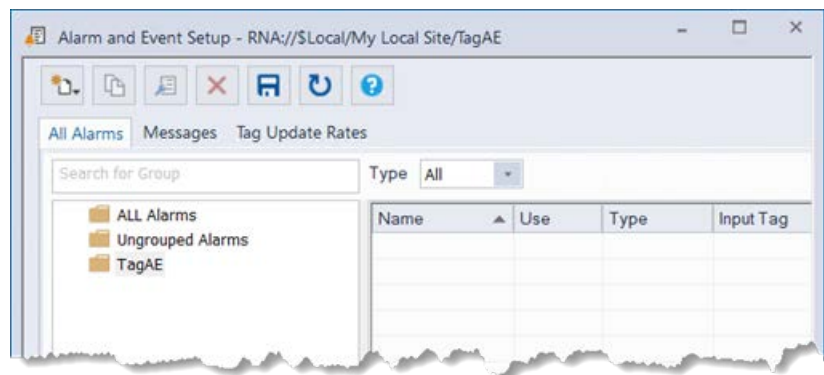 Alarm and Event Setup - RNA://$Local/My Local Site/TagAE
All Alarms Messages Tag Update Rates
Search for Group Type All
ALL Alarms
Ungrouped Alarms
TagAE
Name Use Type Input Tag